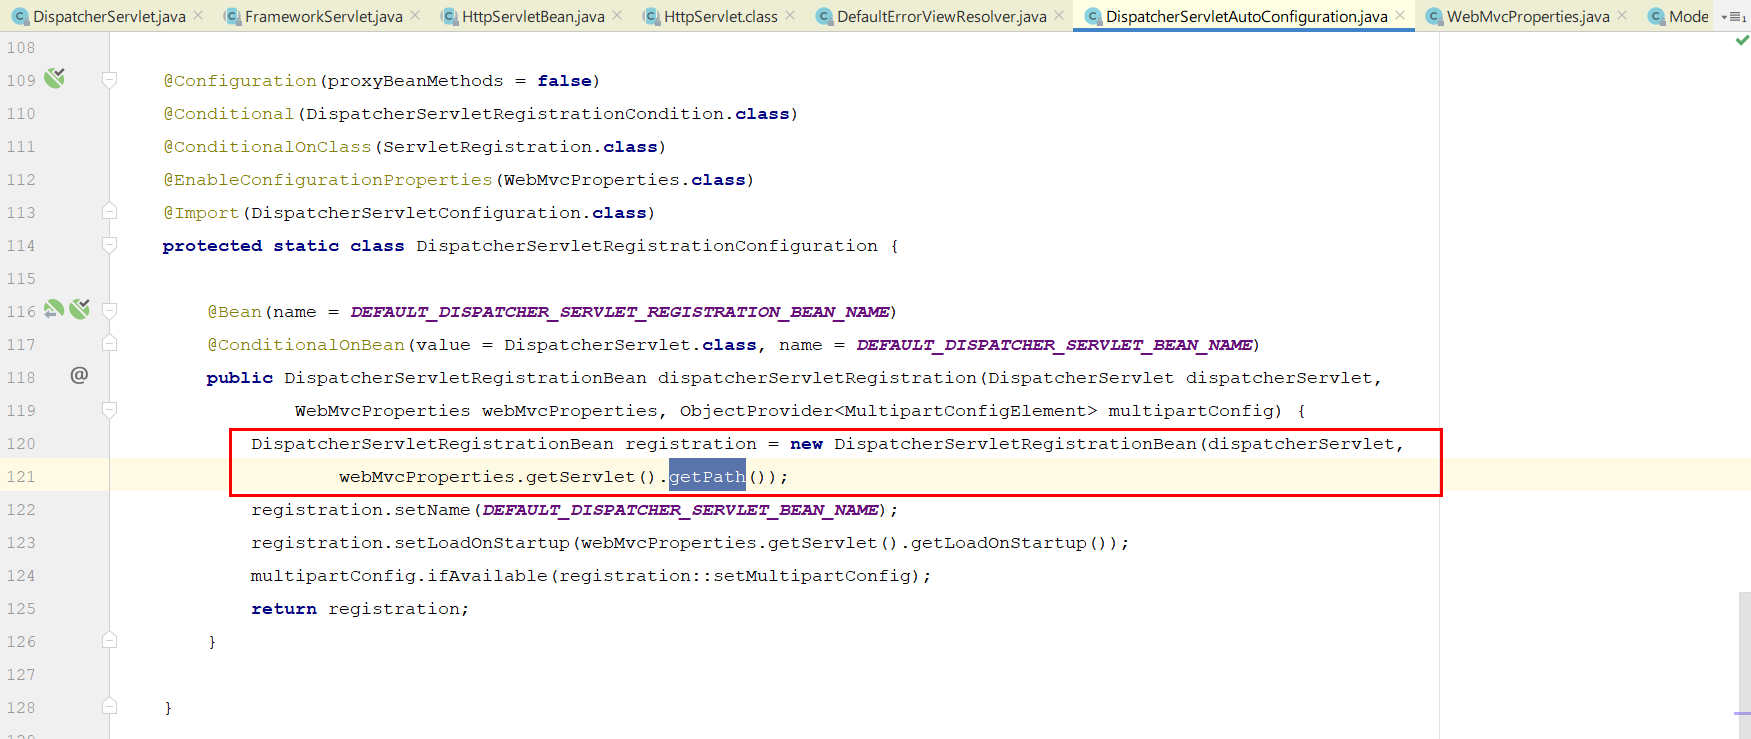 DispatcherServlet.java FrameworkServlet.java HttpServletBean.java HttpServlet.class DefaultErrorViewResolver.java DispatcherServletAutoConfiguration.java WebMvcProperties.java Mode 1
108
109 @Configuration(proxyBeanMethods = false)
110 @Conditional(DispatcherServletRegistrationCondition.class)
111 @ConditionalOnClass(ServletRegistration.class)
112 @EnableConfigurationProperties(WebMvcProperties.class)
113 @Import(DispatcherServletConfiguration.class)
114 protected static class DispatcherServletRegistrationConfiguration {
115
116 @Bean(name = DEFAULT_DISPATCHER_SERVLET_REGISTRATION_BEAN_NAME)
117 @ConditionalOnBean(value = DispatcherServlet.class, name = DEFAULT_DISPATCHER_SERVLET_BEAN_NAME)
118 @ public DispatcherServletRegistrationBean dispatcherServletRegistration(DispatcherServlet dispatcherServlet,
119 WebMvcProperties webMvcProperties, ObjectProvider<MultipartConfigElement> multipartConfig) {
120 DispatcherServletRegistrationBean registration = new DispatcherServletRegistrationBean(dispatcherServlet,
121 webMvcProperties.getServlet().getPath());
122 registration.setName(DEFAULT_DISPATCHER_SERVLET_BEAN_NAME);
123 registration.setLoadOnStartup(webMvcProperties.getServlet().getLoadOnStartup());
124 multipartConfig.ifAvailable(registration::setMultipartConfig);
125 return registration;
126 }
127
128 }
129